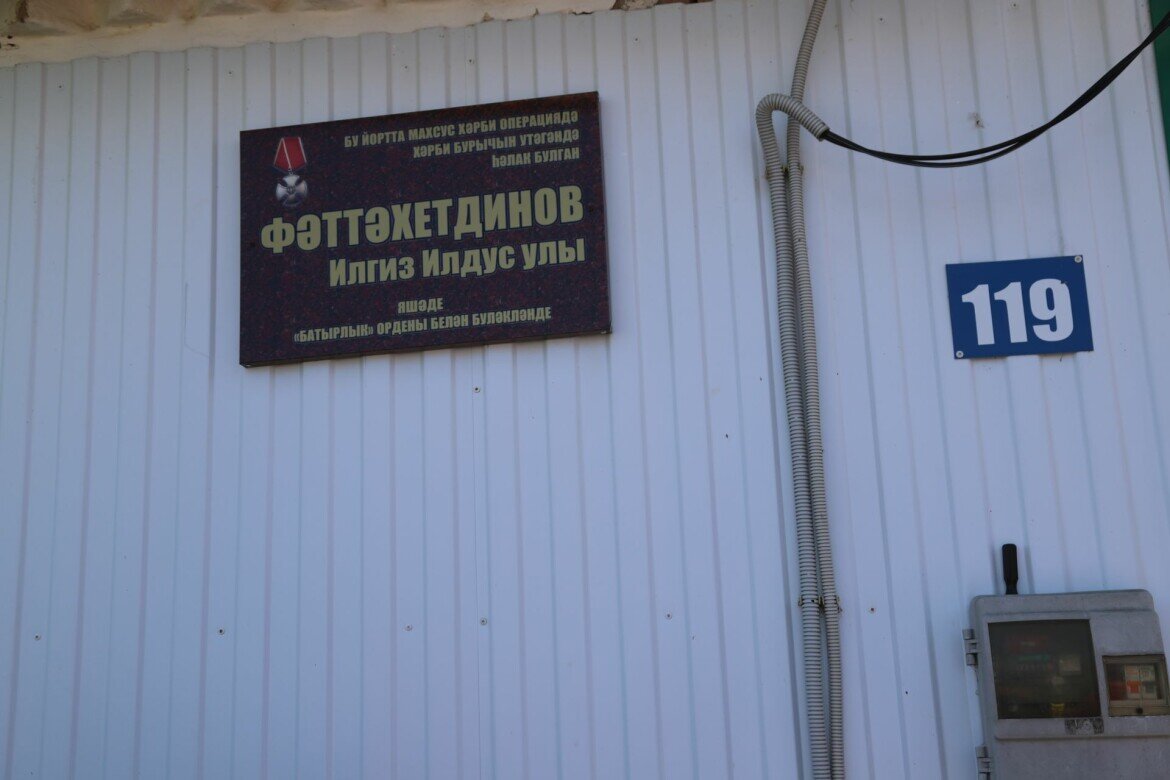 БУ ЙОРТТА МАХСУС ХӘРБИ ОПЕРАЦИЯДӘ
ХӘРБИ БУРЫЧЫН ҮТӘГӘНДӘ
ҺӘЛАК БУЛГАН
ФӘТТӘХЕТДИНОВ
Илгиз Илдус улы
ЯШӘДЕ
«БАТЫРЛЫК» ОРДЕНЫ БЕЛӘН БҮЛӘКЛӘНДЕ
119